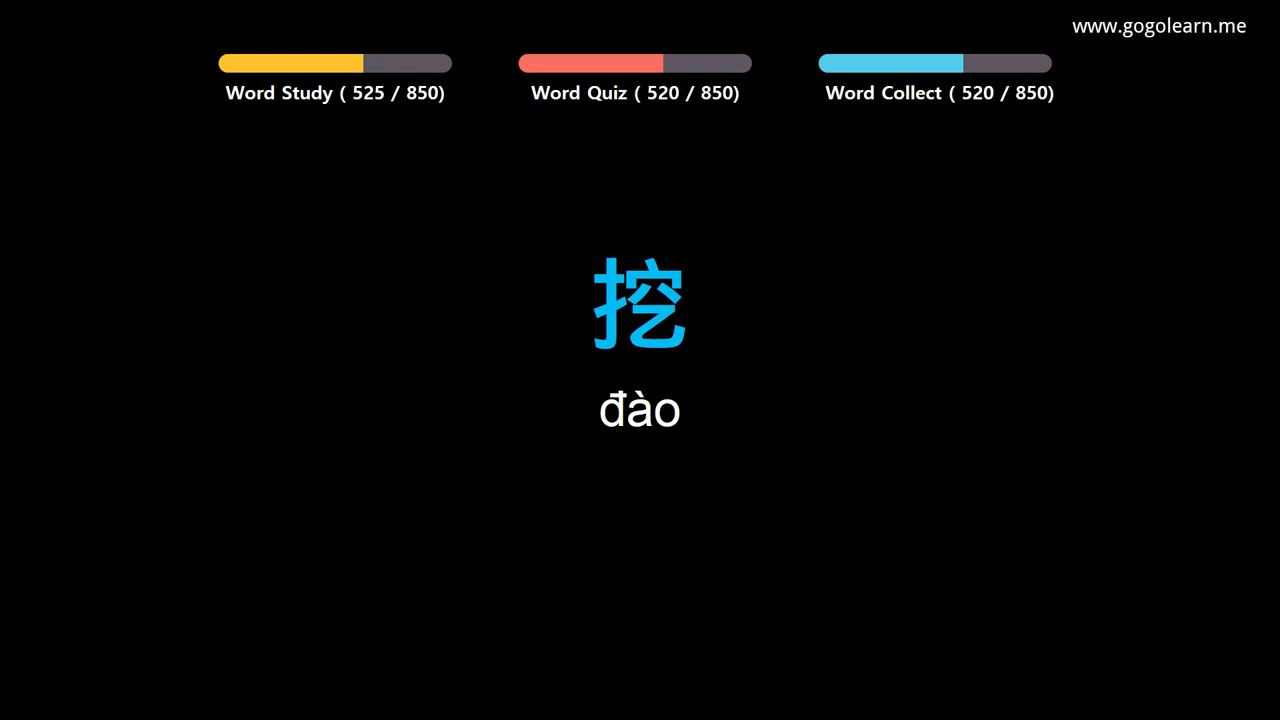 www.gogolearn.me
Word Study ( 525 / 850)
Word Quiz ( 520 / 850)
Word Collect ( 520 / 850)
挖
đào